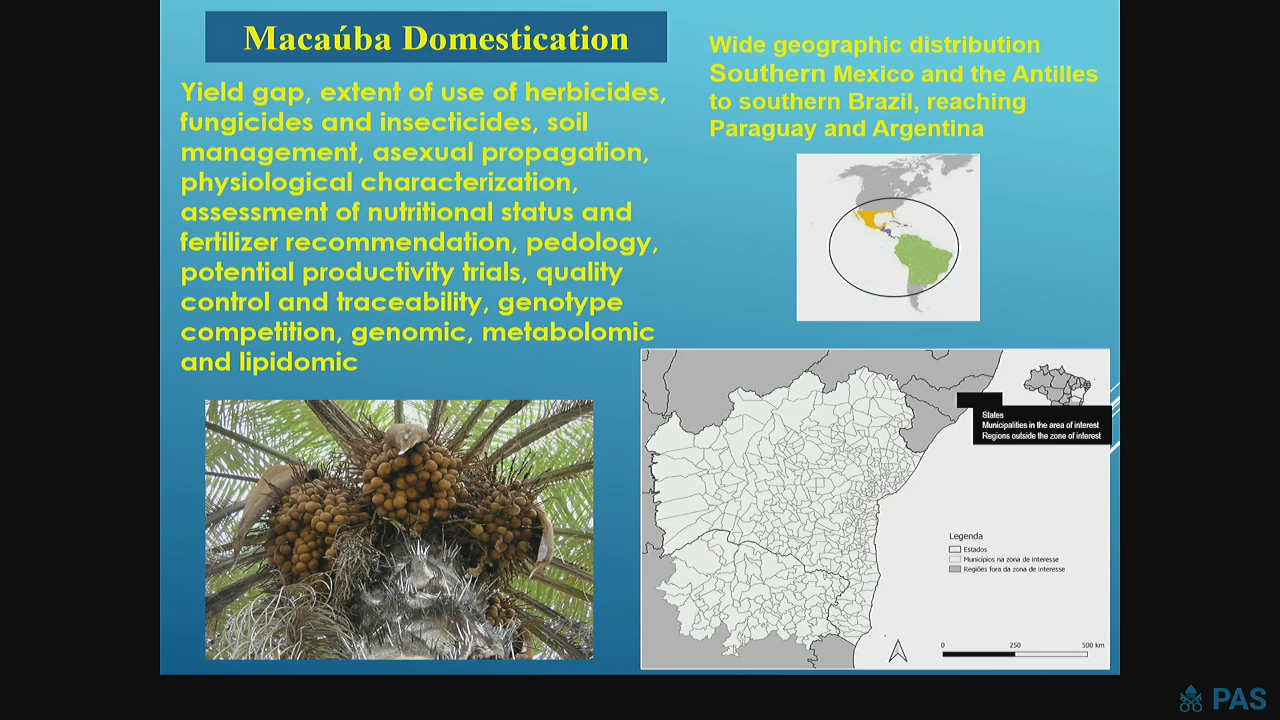 Macaúba Domestication
Yield gap, extent of use of herbicides,
fungicides and insecticides, soil
management, asexual propagation,
physiological characterization,
assessment of nutritional status and
fertilizer recommendation, pedology,
potential productivity trials, quality
control and traceability, genotype
competition, genomic, metabolomic
and lipidomic
Wide geographic distribution
Southern Mexico and the Antilles
to southern Brazil, reaching
Paraguay and Argentina
States
Municipalities in the area of interest
Regions outside the zone of interest
Legenda
Estados
Municípios na zona de interesse
Regiões fora da zona de interesse
0 250 500 km
PAS